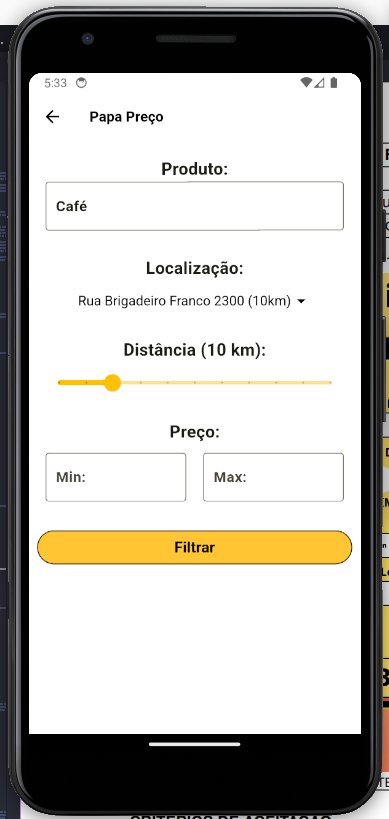 5:33
Papa Preço
Produto:
Café
Localização:
Rua Brigadeiro Franco 2300 (10km)
Distância (10 km):
Preço:
Min:
Max:
Filtrar
CRITÉRIOS DE ACEITAÇÃO